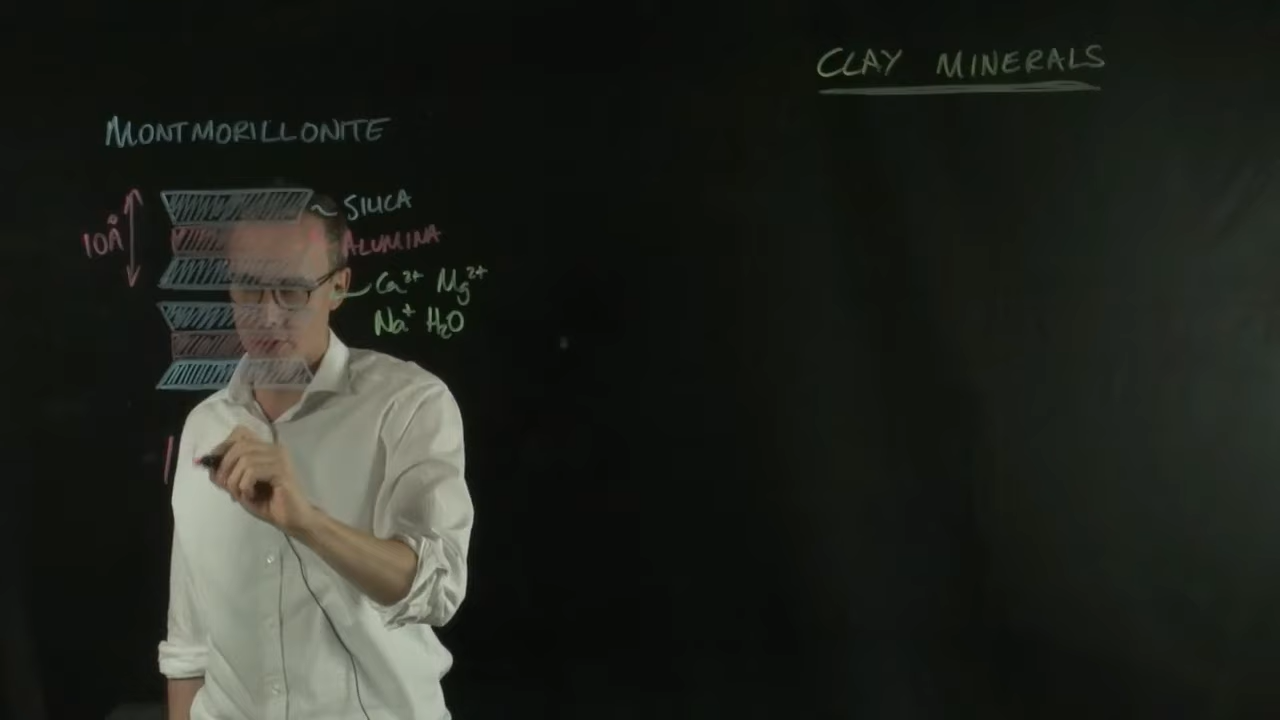 CLAY MINERALS
MONTMORILLONITE
SILICA
10Å
ALUMINA
Ca²⁺ Mg²⁺
Na⁺ H₂O